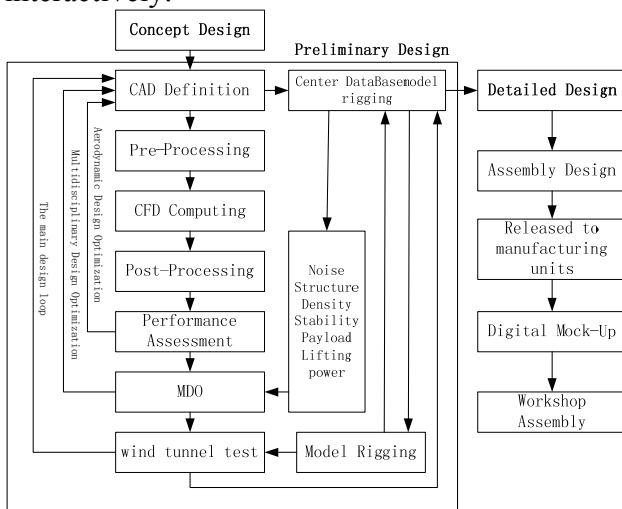 interactively.
Concept Design
Preliminary Design
CAD Definition
Center DataBasemodel
rigging
Detailed Design
Pre-Processing
Assembly Design
CFD Computing
Released to
manufacturing
units
Post-Processing
Noise
Structure
Density
Stability
Payload
Lifting
power
Performance
Assessment
Digital Mock-Up
MDO
Workshop
Assembly
wind tunnel test
Model Rigging
Aerodynamic Design Optimization
Multidisciplinary Design Optimization
The main design loop